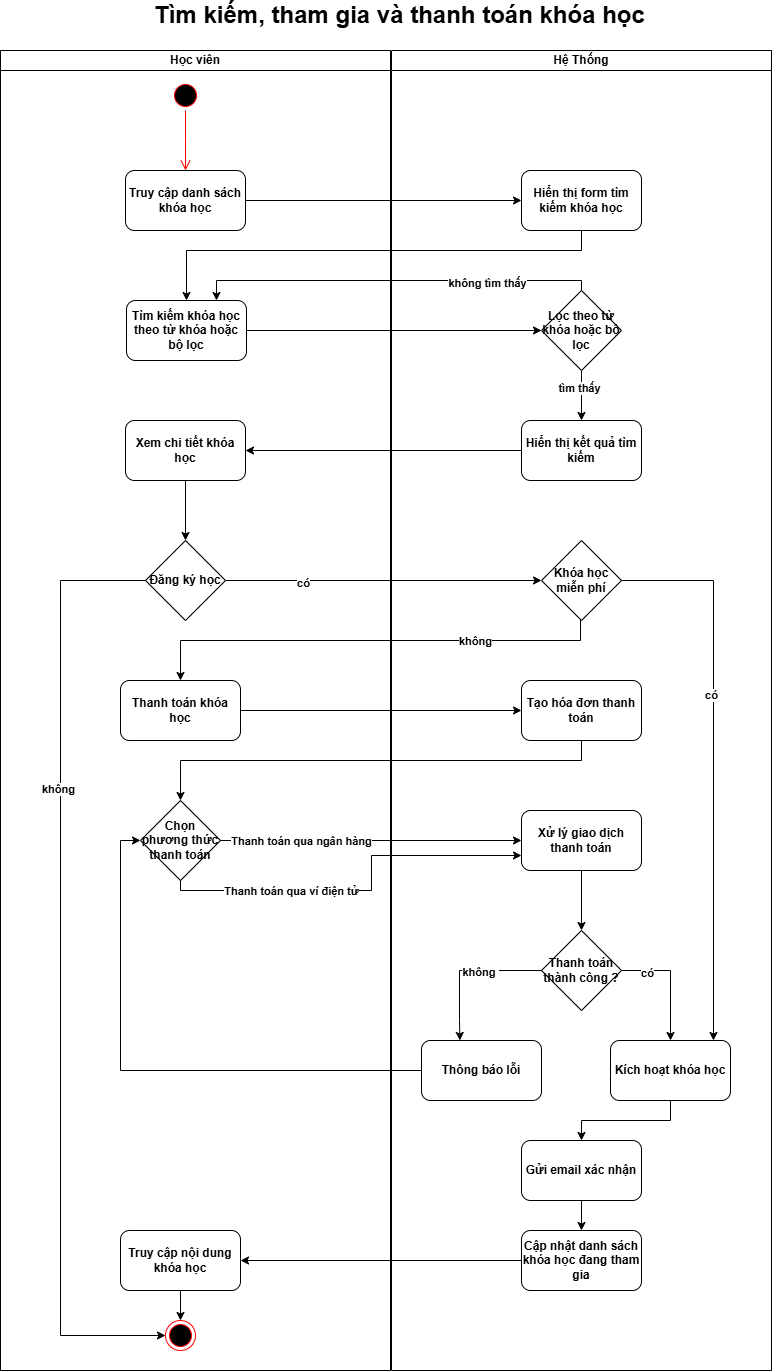 Tìm kiếm, tham gia và thanh toán khóa học
Học viên
Hệ Thống
Truy cập danh sách
khóa học
Hiển thị form tìm
kiếm khóa học
không tìm thấy
Tìm kiếm khóa học
theo từ khóa hoặc
bộ lọc
Lọc theo từ
khóa hoặc bộ
lọc
tìm thấy
Xem chi tiết khóa
học
Hiển thị kết quả tìm
kiếm
Đăng ký học
có
Khóa học
miễn phí
không
có
Thanh toán khóa
học
Tạo hóa đơn thanh
toán
không
Chọn
phương thức
thanh toán
Thanh toán qua ngân hàng
Thanh toán qua ví điện tử
Xử lý giao dịch
thanh toán
Thanh toán
thành công ?
không
có
Thông báo lỗi
Kích hoạt khóa học
Gửi email xác nhận
Truy cập nội dung
khóa học
Cập nhật danh sách
khóa học đang tham
gia